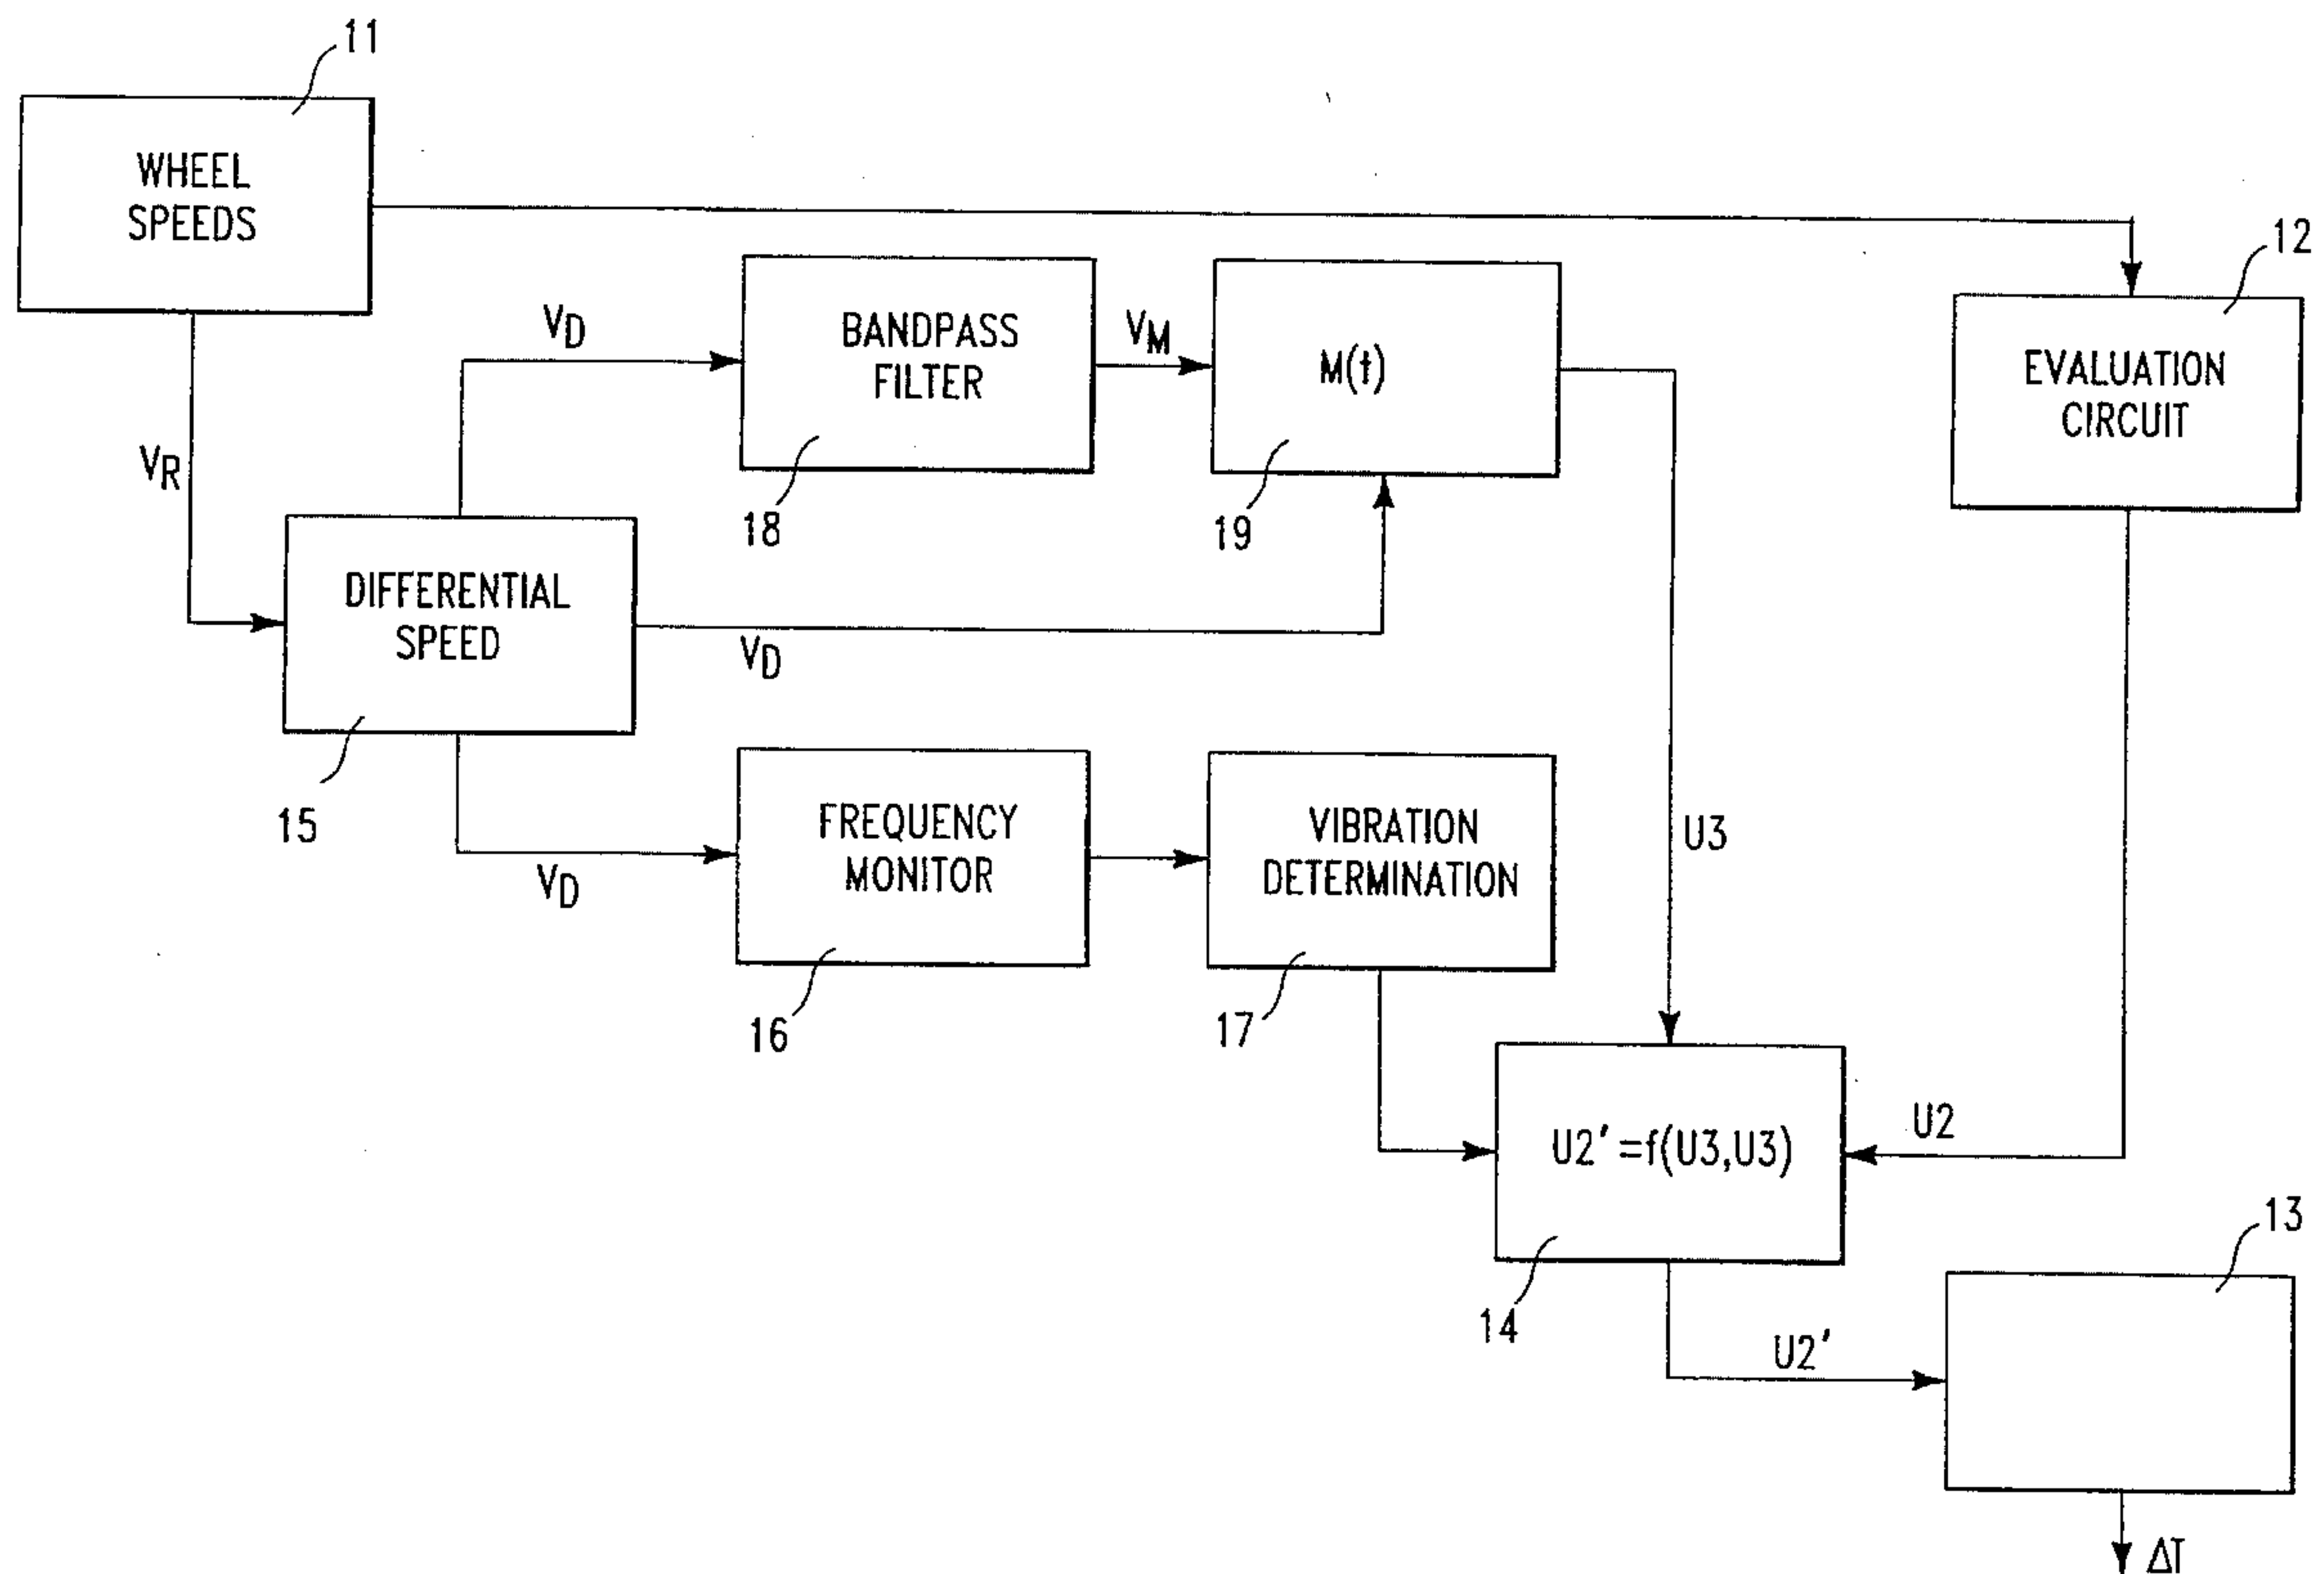 11
WHEEL
SPEEDS
12
EVALUATION
CIRCUIT
VD
BANDPASS
FILTER
18
VM
M(t)
19
VR
DIFFERENTIAL
SPEED
15
VD
VD
FREQUENCY
MONITOR
16
VIBRATION
DETERMINATION
17
U3
U2
U2' =f(U3,U3)
14
U2'
13
ΔT